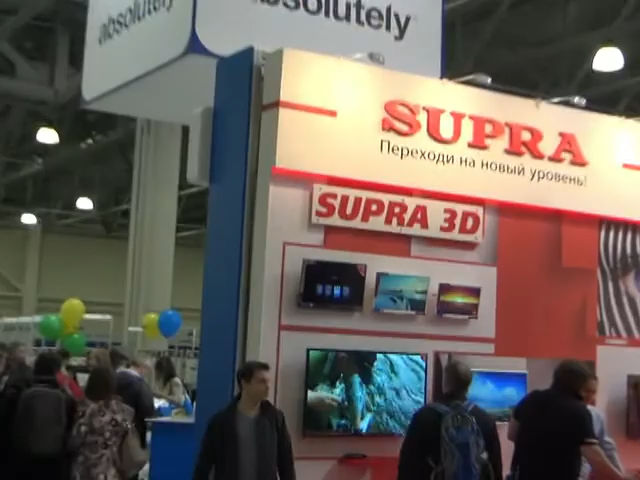 absolutely
absolutely
SUPRA
Переходи на новый уровень!
SUPRA 3D